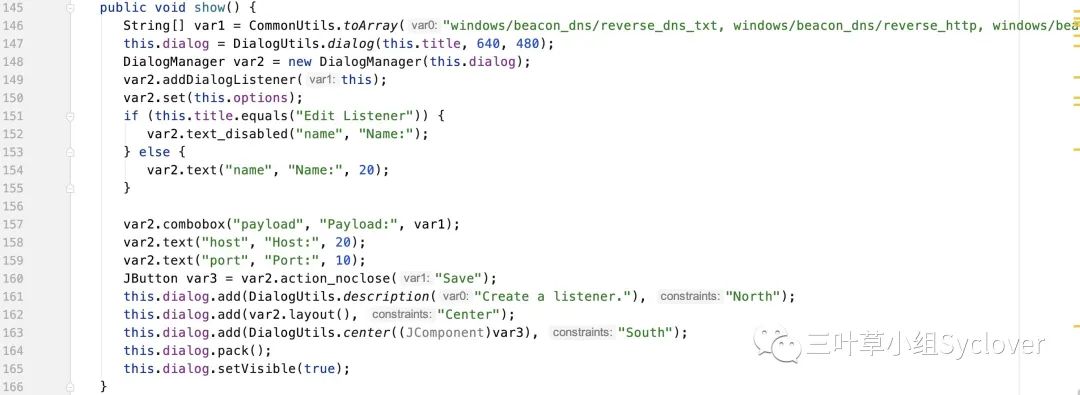 145 public void show() {
146 String[] var1 = CommonUtils.toArray( var0: "windows/beacon_dns/reverse_dns_txt, windows/beacon_dns/reverse_http, windows/bea
147 this.dialog = DialogUtils.dialog(this.title, 640, 480);
148 DialogManager var2 = new DialogManager(this.dialog);
149 var2.addDialogListener( var1: this);
150 var2.set(this.options);
151 if (this.title.equals("Edit Listener")) {
152 var2.text_disabled("name", "Name:");
153 } else {
154 var2.text("name", "Name:", 20);
155 }
156
157 var2.combobox("payload", "Payload:", var1);
158 var2.text("host", "Host:", 20);
159 var2.text("port", "Port:", 10);
160 JButton var3 = var2.action_noclose( var1: "Save");
161 this.dialog.add(DialogUtils.description( var0: "Create a listener."), constraints: "North");
162 this.dialog.add(var2.layout(), constraints: "Center");
163 this.dialog.add(DialogUtils.center((JComponent)var3), constraints: "South");
164 this.dialog.pack();
165 this.dialog.setVisible(true);
166 }
三叶草小组Syclover